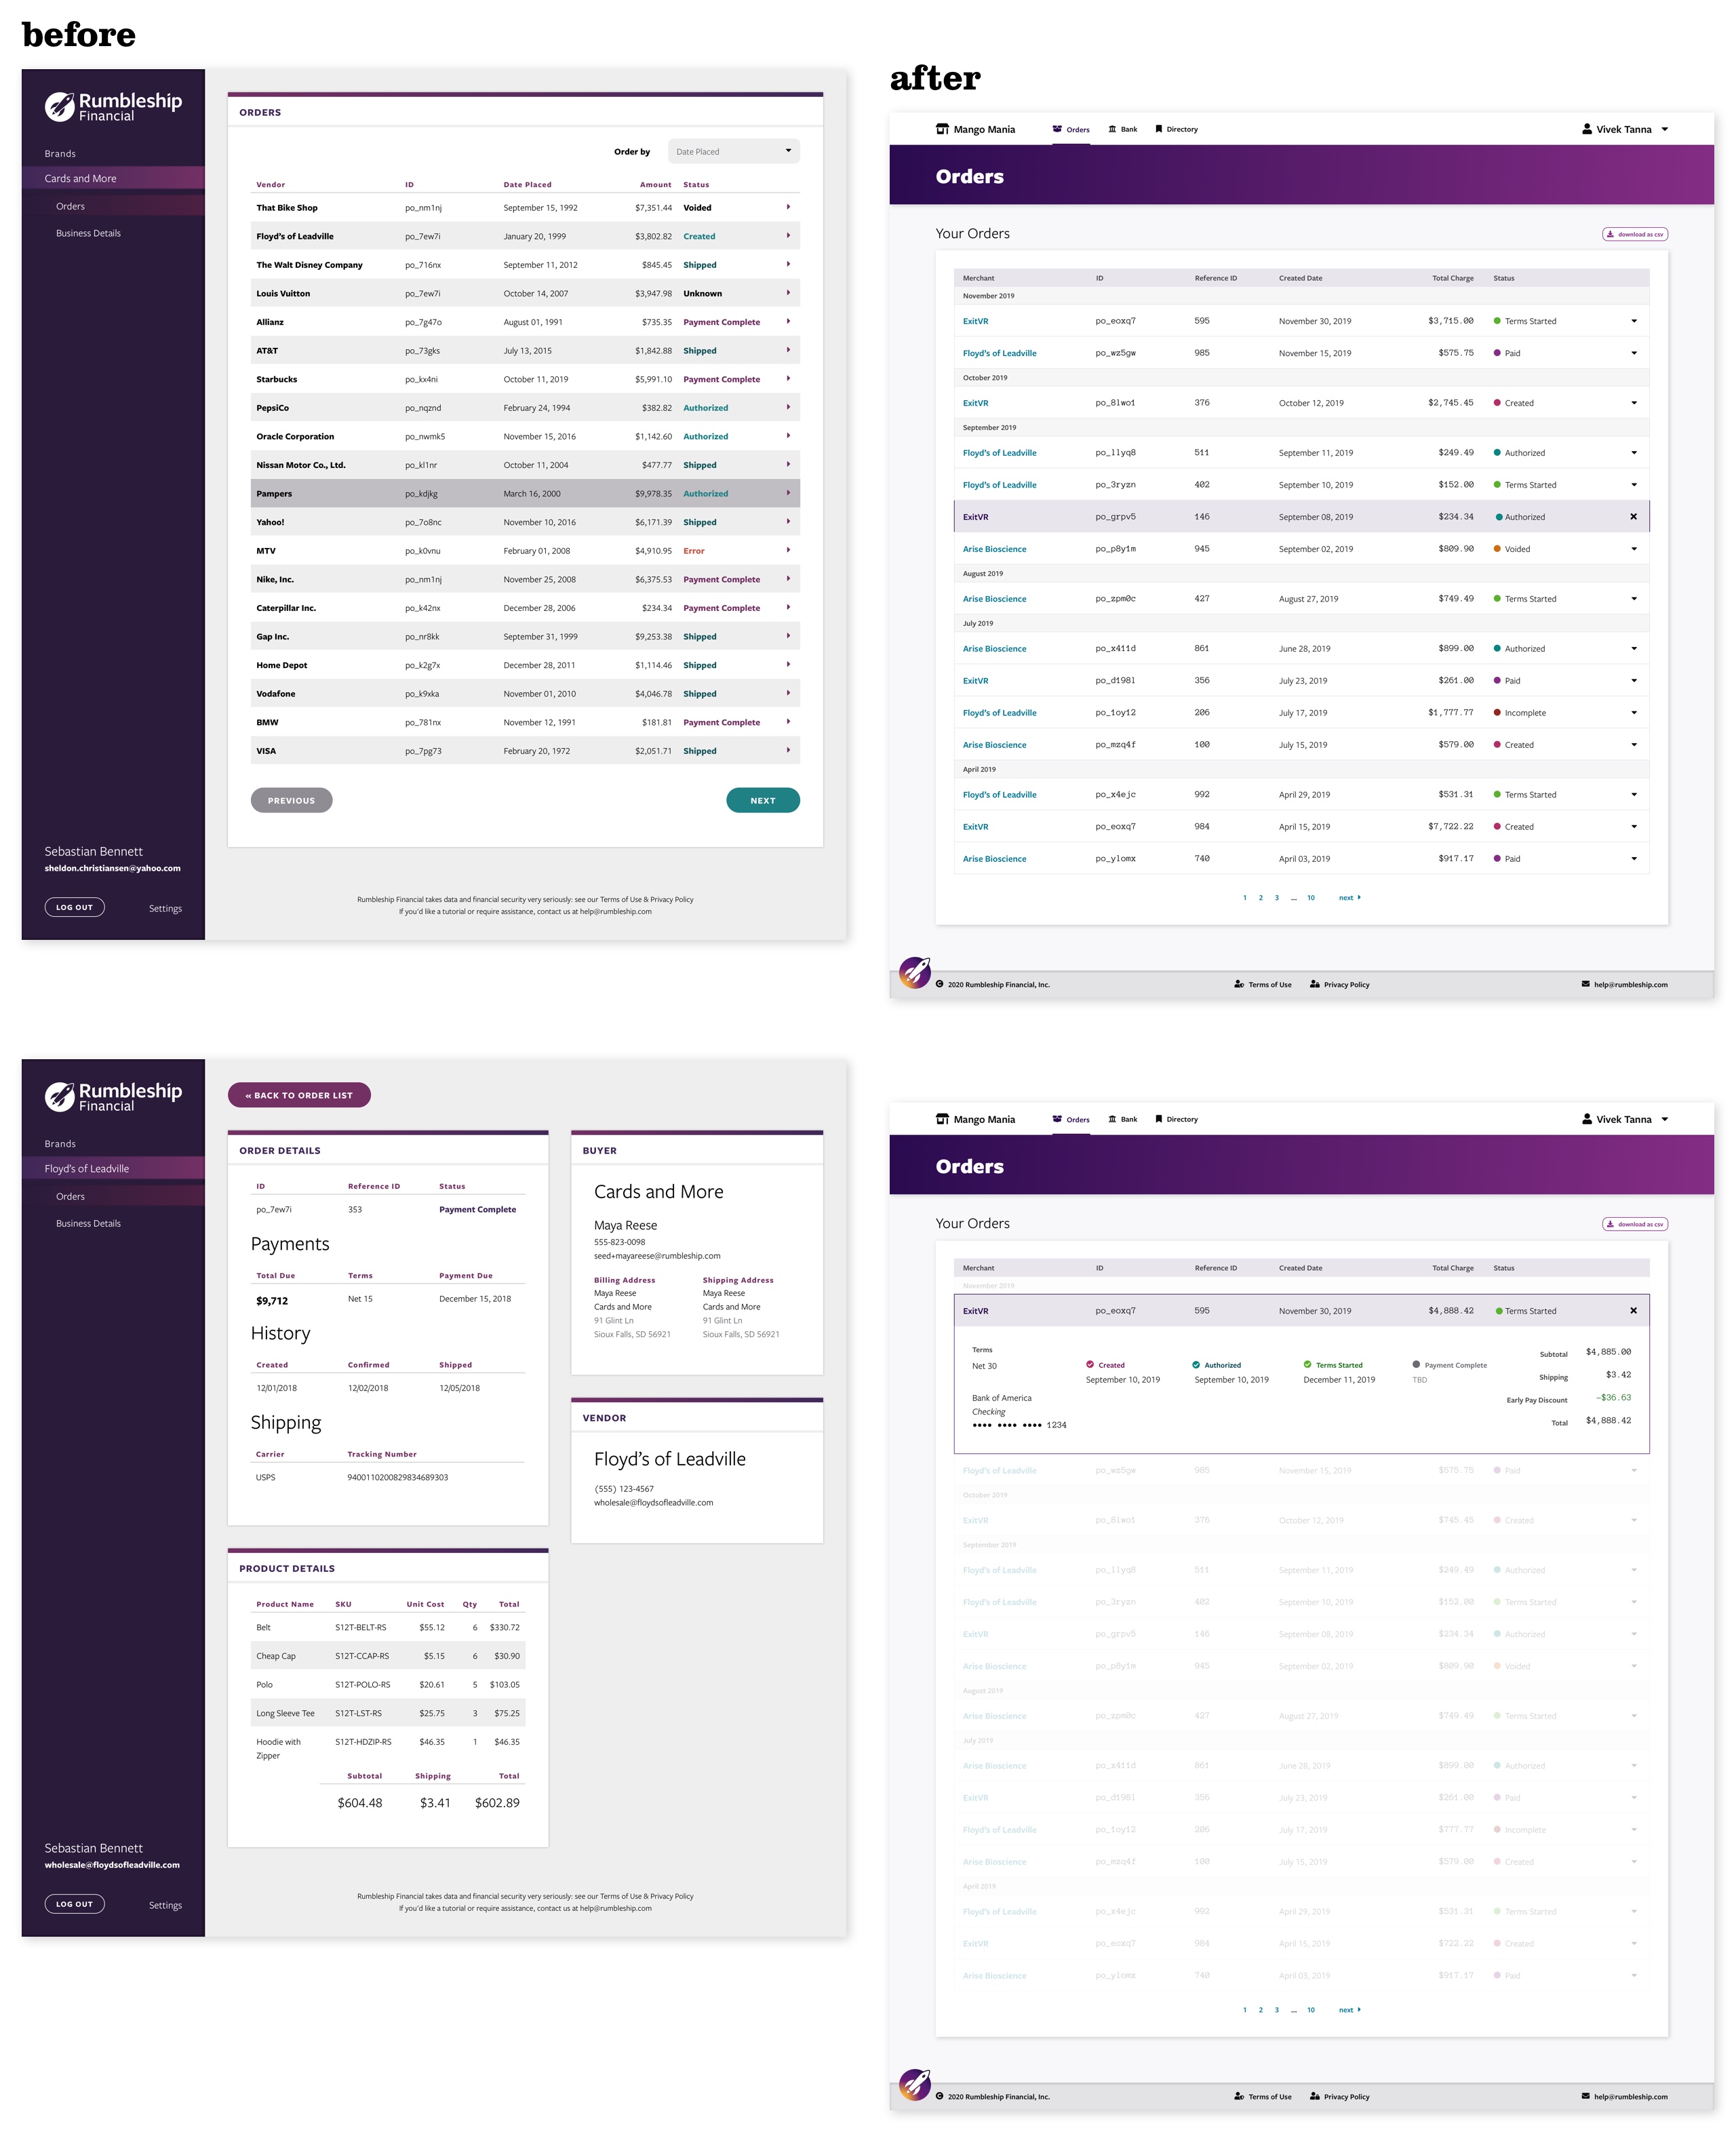 before
Rumbleship
Financial
Brands
Cards and More
Orders
Business Details
Sebastian Bennett
sheldon.christiansen@yahoo.com
LOG OUT Settings
ORDERS
Order by Date Placed
Vendor ID Date Placed Amount Status
That Bike Shop po_nm1nj September 15, 1992 $7,351.44 Voided
Floyd's of Leadville po_7ew7i January 20, 1999 $3,802.82 Created
The Walt Disney Company po_716nx September 11, 2012 $845.45 Shipped
Louis Vuitton po_7ew7i October 14, 2007 $3,947.98 Unknown
Allianz po_7g47o August 01, 1991 $735.35 Payment Complete
AT&T po_73gks July 13, 2015 $1,842.88 Shipped
Starbucks po_kx4ni October 11, 2019 $5,991.10 Payment Complete
PepsiCo po_nqznd February 24, 1994 $382.82 Authorized
Oracle Corporation po_nwmk5 November 15, 2016 $1,142.60 Authorized
Nissan Motor Co., Ltd. po_kl1nr October 11, 2004 $477.77 Shipped
Pampers po_kdjkg March 16, 2000 $9,978.35 Authorized
Yahoo! po_7o8nc November 10, 2016 $6,171.39 Shipped
MTV po_k0vnu February 01, 2008 $4,910.95 Error
Nike, Inc. po_nm1nj November 25, 2008 $6,375.53 Payment Complete
Caterpillar Inc. po_k42nx December 28, 2006 $234.34 Payment Complete
Gap Inc. po_nr8kk September 31, 1999 $9,253.38 Shipped
Home Depot po_k2g7x December 28, 2011 $1,114.46 Shipped
Vodafone po_k9xka November 01, 2010 $4,046.78 Shipped
BMW po_781nx November 12, 1991 $181.81 Payment Complete
VISA po_7pg73 February 20, 1972 $2,051.71 Shipped
PREVIOUS NEXT
Rumbleship Financial takes data and financial security very seriously: see our Terms of Use & Privacy Policy
If you'd like a tutorial or require assistance, contact us at help@rumbleship.com
after
Mango Mania Orders Bank Directory Vivek Tanna
Orders
Your Orders download as csv
Merchant ID Reference ID Created Date Total Charge Status
November 2019
ExitVR po_eoxq7 595 November 30, 2019 $3,715.00 Terms Started
Floyd's of Leadville po_wz5gw 985 November 15, 2019 $575.75 Paid
October 2019
ExitVR po_8lwo1 376 October 12, 2019 $2,745.45 Created
September 2019
Floyd's of Leadville po_llyq8 511 September 11, 2019 $249.49 Authorized
Floyd's of Leadville po_3ryzn 402 September 10, 2019 $152.00 Terms Started
ExitVR po_grpv5 146 September 08, 2019 $234.34 Authorized
Arise Bioscience po_p8y1m 945 September 02, 2019 $809.90 Voided
August 2019
Arise Bioscience po_zpm0c 427 August 27, 2019 $749.49 Terms Started
July 2019
Arise Bioscience po_x411d 861 June 28, 2019 $899.00 Authorized
ExitVR po_d198l 356 July 23, 2019 $261.00 Paid
Floyd's of Leadville po_1oy12 206 July 17, 2019 $1,777.77 Incomplete
Arise Bioscience po_mzq4f 100 July 15, 2019 $579.00 Created
April 2019
Floyd's of Leadville po_x4ejc 992 April 29, 2019 $531.31 Terms Started
ExitVR po_eoxq7 984 April 15, 2019 $7,722.22 Created
Arise Bioscience po_ylomx 740 April 03, 2019 $917.17 Paid
1 2 3 ... 10 next
© 2020 Rumbleship Financial, Inc. Terms of Use Privacy Policy help@rumbleship.com
Rumbleship
Financial
Brands
Floyd's of Leadville
Orders
Business Details
Sebastian Bennett
wholesale@floydsofleadville.com
LOG OUT Settings
« BACK TO ORDER LIST
ORDER DETAILS
ID Reference ID Status
po_7ew7i 353 Payment Complete
Payments
Total Due Terms Payment Due
$9,712 Net 15 December 15, 2018
History
Created Confirmed Shipped
12/01/2018 12/02/2018 12/05/2018
Shipping
Carrier Tracking Number
USPS 9400110200829834689303
BUYER
Cards and More
Maya Reese
555-823-0098
seed+mayareese@rumbleship.com
Billing Address Shipping Address
Maya Reese Maya Reese
Cards and More Cards and More
91 Glint Ln 91 Glint Ln
Sioux Falls, SD 56921 Sioux Falls, SD 56921
VENDOR
Floyd's of Leadville
(555) 123-4567
wholesale@floydsofleadville.com
PRODUCT DETAILS
Product Name SKU Unit Cost Qty Total
Belt S12T-BELT-RS $55.12 6 $330.72
Cheap Cap S12T-CCAP-RS $5.15 6 $30.90
Polo S12T-POLO-RS $20.61 5 $103.05
Long Sleeve Tee S12T-LST-RS $25.75 3 $75.25
Hoodie with S12T-HDZIP-RS $46.35 1 $46.35
Zipper
Subtotal Shipping Total
$604.48 $3.41 $602.89
Rumbleship Financial takes data and financial security very seriously: see our Terms of Use & Privacy Policy
If you'd like a tutorial or require assistance, contact us at help@rumbleship.com
Mango Mania Orders Bank Directory Vivek Tanna
Orders
Your Orders download as csv
Merchant ID Reference ID Created Date Total Charge Status
November 2019
ExitVR po_eoxq7 595 November 30, 2019 $4,888.42 Terms Started
Terms
Net 30
Bank of America
Checking
•••• •••• •••• 1234
Created Authorized Terms Started Payment Complete
September 10, 2019 September 10, 2019 December 11, 2019 TBD
Subtotal $4,885.00
Shipping $3.42
Early Pay Discount -$36.63
Total $4,888.42
Floyd's of Leadville po_wz5gw 985 November 15, 2019 $575.75 Paid
October 2019
ExitVR po_8lwo1 376 October 12, 2019 $745.45 Created
September 2019
Floyd's of Leadville po_llyq8 511 September 11, 2019 $249.49 Authorized
Floyd's of Leadville po_3ryzn 402 September 10, 2019 $152.00 Terms Started
ExitVR po_grpv5 146 September 08, 2019 $234.34 Authorized
Arise Bioscience po_p8y1m 945 September 02, 2019 $809.90 Voided
August 2019
Arise Bioscience po_zpm0c 427 August 27, 2019 $749.49 Terms Started
July 2019
Arise Bioscience po_x411d 861 June 28, 2019 $899.00 Authorized
ExitVR po_d198l 356 July 23, 2019 $261.00 Paid
Floyd's of Leadville po_1oy12 206 July 17, 2019 $777.77 Incomplete
Arise Bioscience po_mzq4f 100 July 15, 2019 $579.00 Created
April 2019
Floyd's of Leadville po_x4ejc 992 April 29, 2019 $531.31 Terms Started
ExitVR po_eoxq7 984 April 15, 2019 $722.22 Created
Arise Bioscience po_ylomx 740 April 03, 2019 $917.17 Paid
1 2 3 ... 10 next
© 2020 Rumbleship Financial, Inc. Terms of Use Privacy Policy help@rumbleship.com